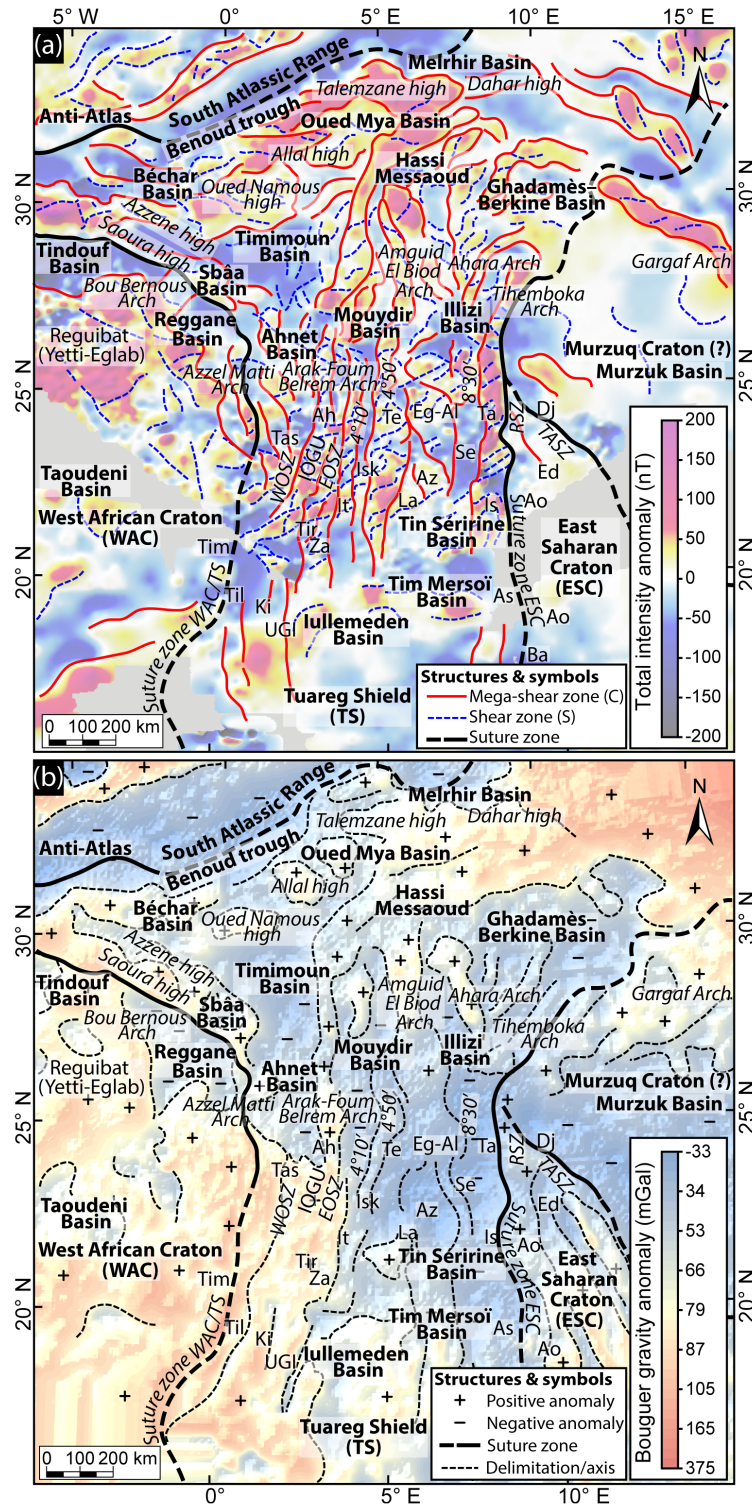 5° W 0° 5° E 10° E 15° E
(a)
N
South Atlassic Range
Melrhir Basin
Talemzane high
Dahar high
Anti-Atlas
Benoud trough
Oued Mya Basin
Allal high
Hassi
Messaoud
Béchar
Basin
Oued Namous
high
Ghadamès–
Berkine Basin
30° N
30° N
Azzene high
Saoura high
Timimoun
Basin
Tindouf
Basin
Amguid
El Biod
Arch
Ahara Arch
Gargaf Arch
Sbâa
Basin
Bou Bernous
Arch
Tihemboka
Arch
Reggane
Basin
Mouydir
Basin
Illizi
Basin
Reguibat
(Yetti-Eglab)
Ahnet
Basin
Murzuq Craton (?)
Murzuk Basin
Azzel Matti
Arch
Arak-Foum
Belrem Arch
4°50'
8°30'
25° N
25° N
Ah
4°10'
Te
Eg-Al
Ta
RSZ
Dj
TASZ
Tas
WOSZ
IOGU
EOSZ
Isk
Se
Ed
Az
Taoudeni
Basin
It
La
Is
Ao
West African Craton
(WAC)
Tir
Za
Tin Séririne
Basin
Suture zone ESC
East
Saharan
Craton
(ESC)
Tim
20° N
20° N
Tim Mersoï
Basin
Til
Ki
As
Ao
Suture zone WAC/TS
UGI
Iullemeden
Basin
Ba
Tuareg Shield
(TS)
Structures & symbols
Mega-shear zone (C)
Shear zone (S)
Suture zone
0 100 200 km
Total intensity anomaly (nT)
200
150
100
50
0
-50
-100
-150
-200
(b)
N
South Atlassic Range
Melrhir Basin
Talemzane high
Dahar high
Anti-Atlas
Benoud trough
Oued Mya Basin
Allal high
Hassi
Messaoud
Béchar
Basin
Oued Namous
high
Ghadamès–
Berkine Basin
30° N
30° N
Azzene high
Saoura high
Timimoun
Basin
Tindouf
Basin
Amguid
El Biod
Arch
Ahara Arch
Gargaf Arch
Sbâa
Basin
Bou Bernous
Arch
Tihemboka
Arch
Reggane
Basin
Mouydir
Basin
Illizi
Basin
Reguibat
(Yetti-Eglab)
Ahnet
Basin
Murzuq Craton (?)
Murzuk Basin
Azzel Matti
Arch
Arak-Foum
Belrem Arch
4°50'
8°30'
25° N
25° N
Ah
4°10'
Te
Eg-Al
Ta
RSZ
Dj
TASZ
Tas
WOSZ
IOGU
EOSZ
Isk
Se
Ed
Az
Taoudeni
Basin
It
La
Is
Ao
West African Craton
(WAC)
Tir
Za
Tin Séririne
Basin
Suture zone ESC
East
Saharan
Craton
(ESC)
Tim
20° N
20° N
Tim Mersoï
Basin
Til
Ki
As
Ao
Suture zone WAC/TS
UGI
Iullemeden
Basin
Tuareg Shield
(TS)
Structures & symbols
+ Positive anomaly
− Negative anomaly
Suture zone
Delimitation/axis
0 100 200 km
Bouguer gravity anomaly (mGal)
-33
34
53
66
79
87
105
165
375
0° 5° E 10° E